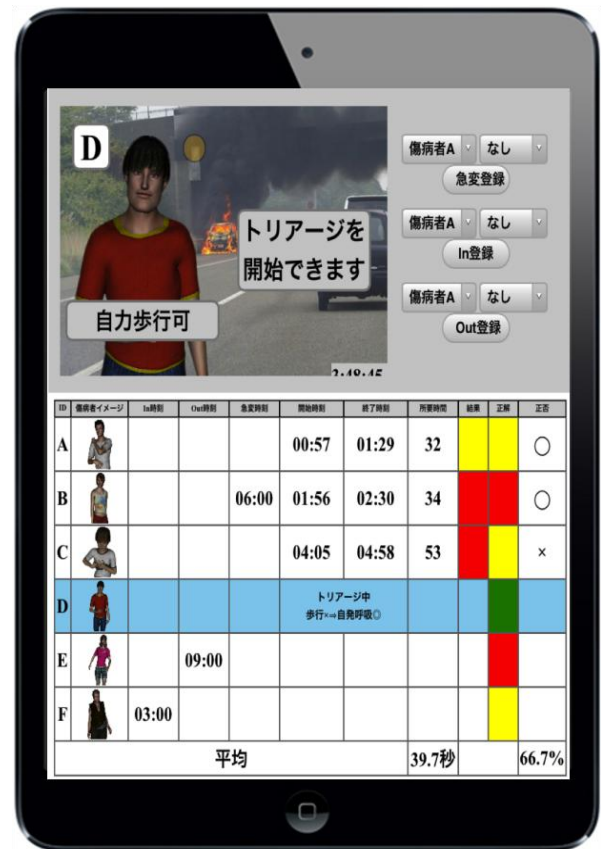 D
傷病者A なし
急変登録
トリアージを
開始できます
傷病者A なし
In登録
傷病者A なし
Out登録
自力歩行可
ID 傷病者イメージ In時刻 Out時刻 急変時刻 開始時刻 終了時刻 所要時間 結果 正解 正否
A 00:57 01:29 32 ○
B 06:00 01:56 02:30 34 ○
C 04:05 04:58 53 ×
D トリアージ中
歩行×⇒自発呼吸◎
E 09:00
F 03:00
平均 39.7秒 66.7%